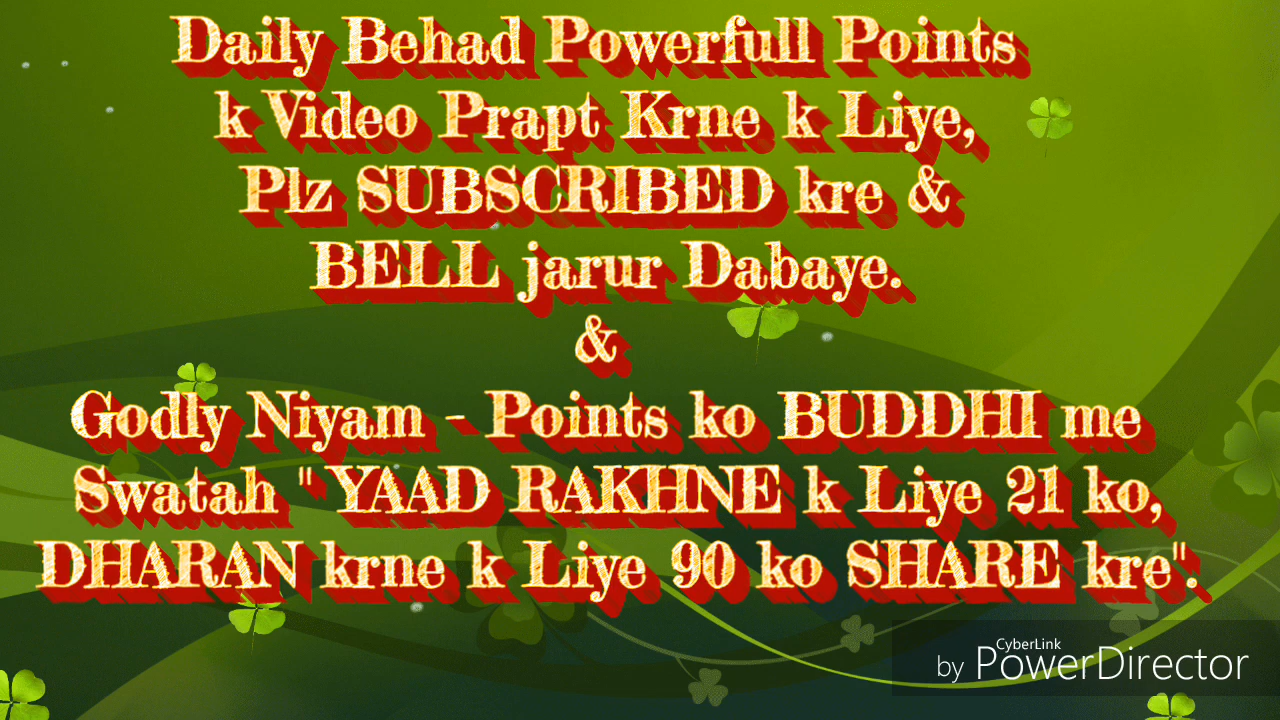 Daily Behad Powerfull Points
k Video Prapt Krne k Liye,
Plz SUBSCRIBED kre &
BELL jarur Dabaye.
&
Godly Niyam - Points ko BUDDHI me
Swatah " YAAD RAKHNE k Liye 21 ko,
DHARAN krne k Liye 90 ko SHARE kre".
by CyberLink PowerDirector